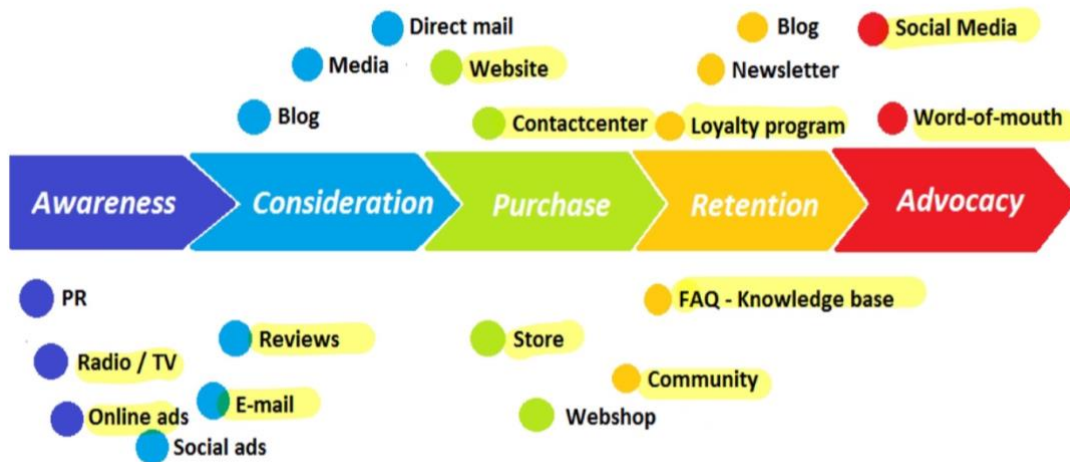 Direct mail
Blog
Social Media
Media
Website
Newsletter
Blog
Contactcenter
Loyalty program
Word-of-mouth
Awareness
Consideration
Purchase
Retention
Advocacy
PR
FAQ - Knowledge base
Reviews
Store
Radio / TV
Community
E-mail
Online ads
Webshop
Social ads